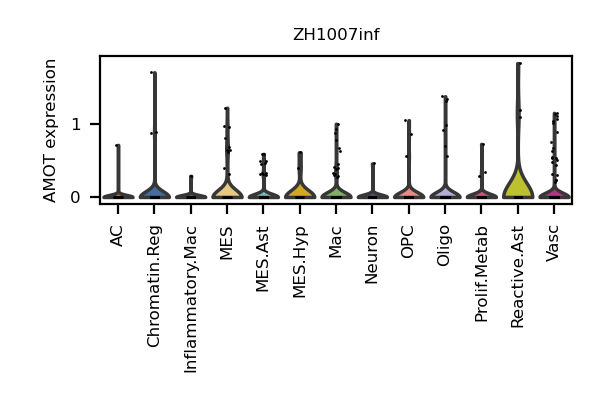 ZH1007inf
AMOT expression
1
0
AC
Chromatin.Reg
Inflammatory.Mac
MES
MES.Ast
MES.Hyp
Mac
Neuron
OPC
Oligo
Prolif.Metab
Reactive.Ast
Vasc